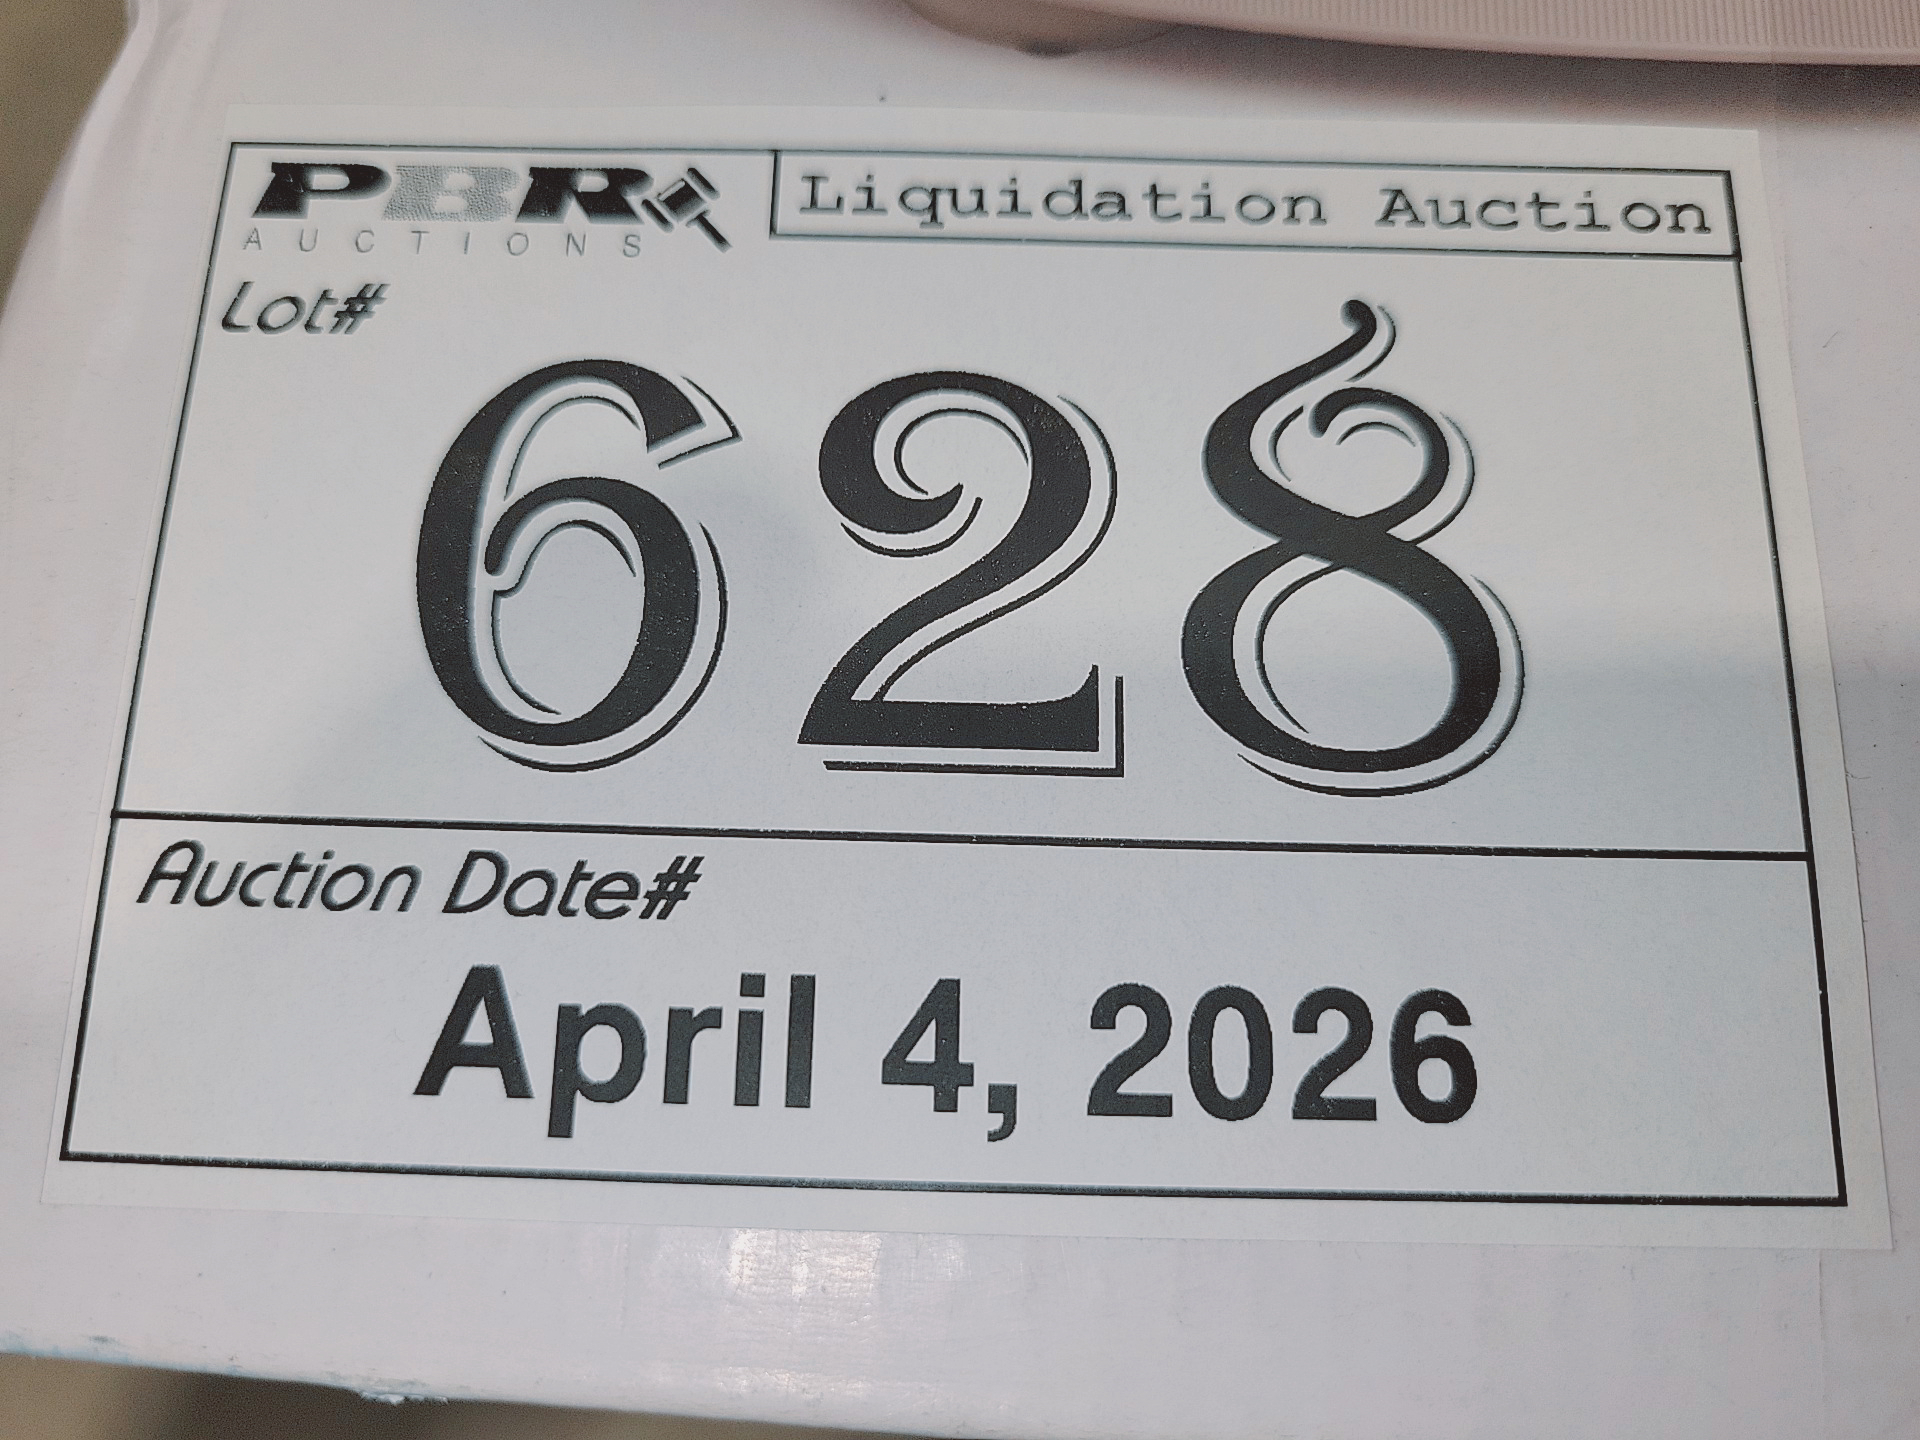 PBR
AUCTIONS
Liquidation Auction
Lot#
628
Auction Date#
April 4, 2026